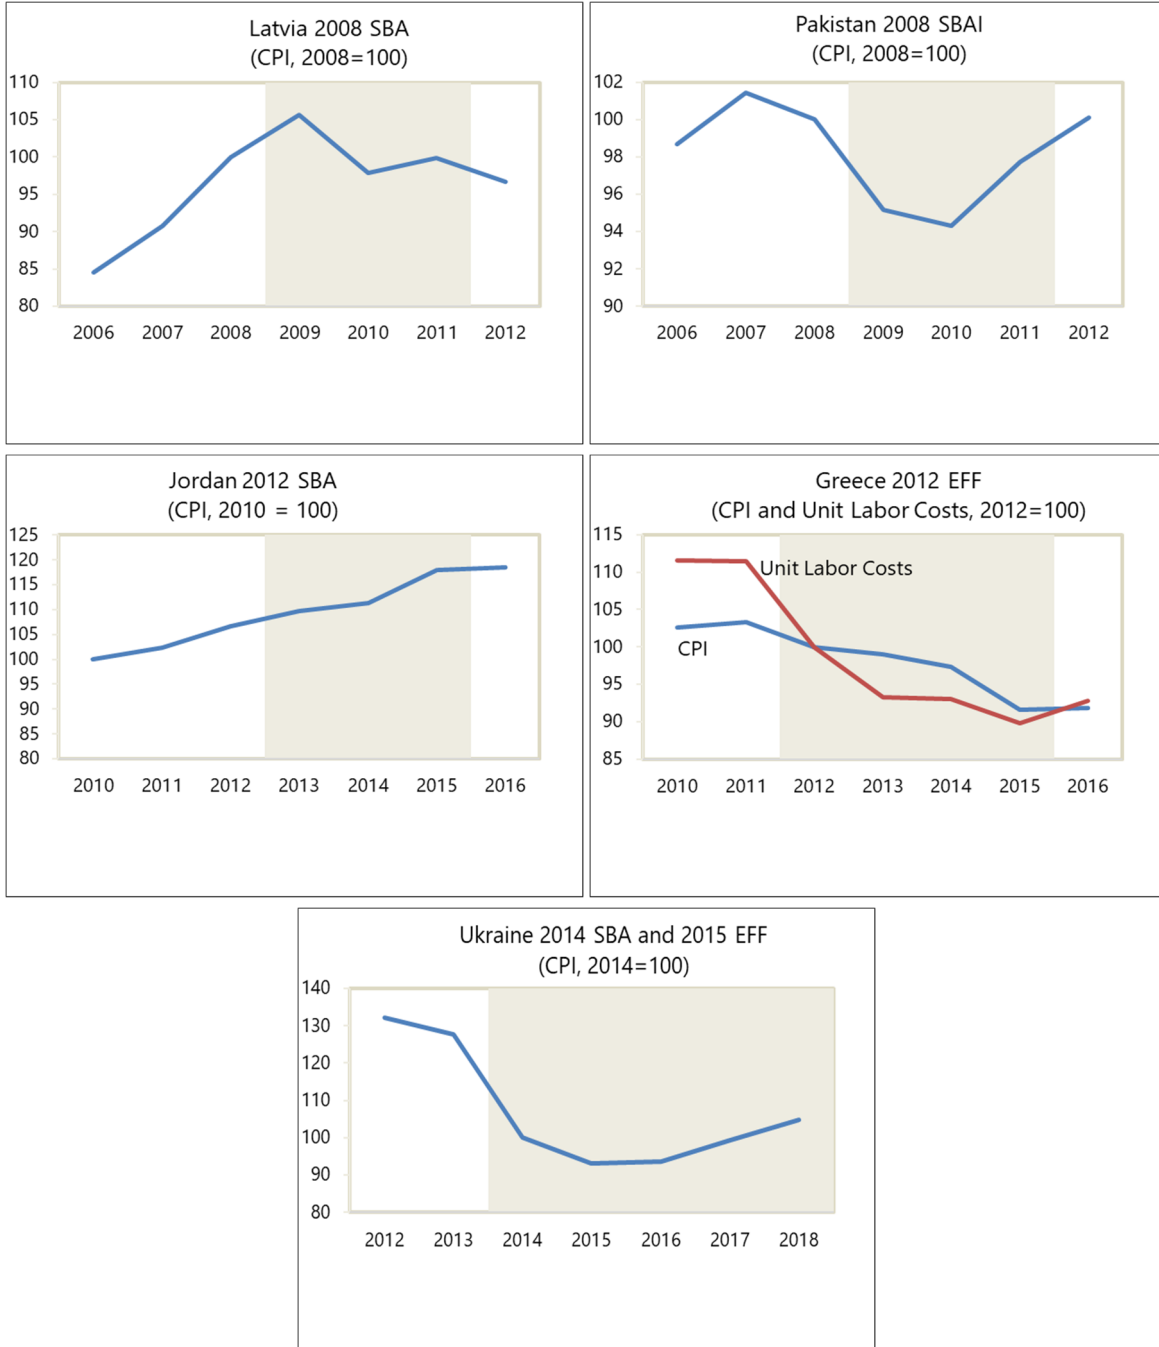 Latvia 2008 SBA
(CPI, 2008=100)
110
105
100
95
90
85
80
2006 2007 2008 2009 2010 2011 2012
Pakistan 2008 SBAI
(CPI, 2008=100)
102
100
98
96
94
92
90
2006 2007 2008 2009 2010 2011 2012
Jordan 2012 SBA
(CPI, 2010 = 100)
125
120
115
110
105
100
95
90
85
80
2010 2011 2012 2013 2014 2015 2016
Greece 2012 EFF
(CPI and Unit Labor Costs, 2012=100)
115
110
105
100
95
90
85
Unit Labor Costs
CPI
2010 2011 2012 2013 2014 2015 2016
Ukraine 2014 SBA and 2015 EFF
(CPI, 2014=100)
140
130
120
110
100
90
80
2012 2013 2014 2015 2016 2017 2018